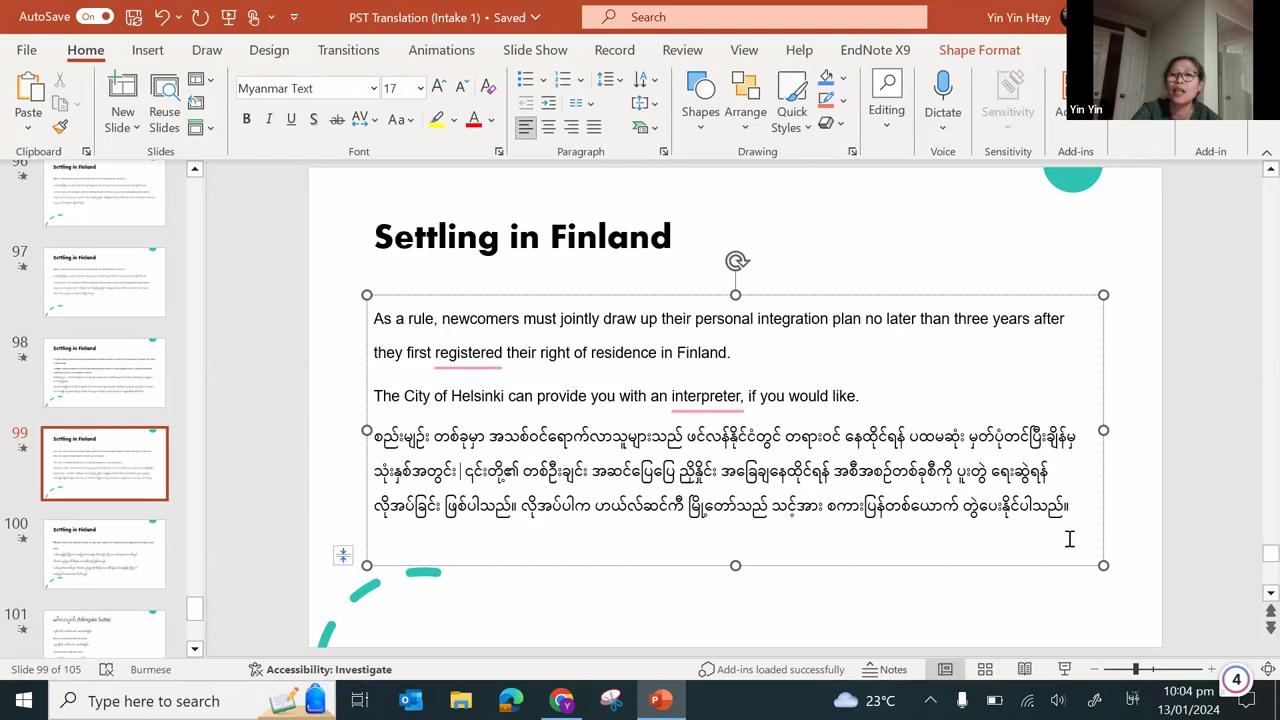 AutoSave
On
PST Translation (Intake 1) • Saved
Search
Yin Yin Htay
File
Home
Insert
Draw
Design
Transitions
Animations
Slide Show
Record
Review
View
Help
EndNote X9
Shape Format
Paste
New
Slide
Reuse
Slides
Myanmar Text
17
Shapes
Arrange
Quick
Styles
Editing
Dictate
Sensitivity
Yin Yin
Clipboard
Slides
Font
Paragraph
Drawing
Voice
Sensitivity
Add-ins
Add-in
96
Settling in Finland
97
Settling in Finland
98
Settling in Finland
99
Settling in Finland
100
Settling in Finland
101
Settling in Finland
As a rule, newcomers must jointly draw up their personal integration plan no later than three years after
they first registered their right of residence in Finland.
The City of Helsinki can provide you with an interpreter, if you would like.
စည်းမျဉ်း တစ်ခုမှာ အသစ်ဝင်ရောက်လာသူများသည် ဖင်လန်နိုင်ငံတွင် တရားဝင် နေထိုင်ရန် ပထမဆုံး မှတ်ပုံတင်ပြီးချိန်မှ
သုံးနှစ်အတွင်း၊ ၎င်းတို့၏ တစ်ဦးချင်း အဆင်ပြေပြေ ညှိနှိုင်း အခြေချ နေထိုင်ရန် အစီအစဉ်တစ်ခုစီကို ပူးတွဲ ရေးဆွဲရန်
လိုအပ်ခြင်း ဖြစ်ပါသည်။ လိုအပ်ပါက ဟယ်လ်ဆင်ကီ မြို့တော်သည် သင့်အား စကားပြန်တစ်ယောက် တွဲပေးနိုင်ပါသည်။
Slide 99 of 105
Burmese
Accessibility: Investigate
Add-ins loaded successfully
Notes
4
Type here to search
23°C
10:04 pm
13/01/2024